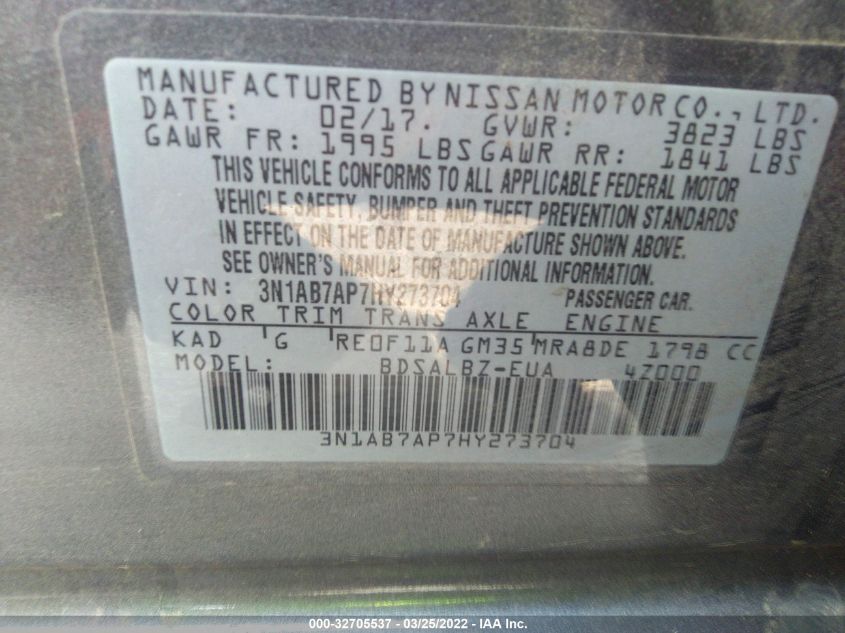 MANUFACTURED BY NISSAN MOTOR CO., LTD.
DATE: 02/17. GVWR: 3823 LBS
GAWR FR: 1995 LBS GAWR RR: 1841 LBS
THIS VEHICLE CONFORMS TO ALL APPLICABLE FEDERAL MOTOR
VEHICLE SAFETY, BUMPER AND THEFT PREVENTION STANDARDS
IN EFFECT ON THE DATE OF MANUFACTURE SHOWN ABOVE.
SEE OWNER'S MANUAL FOR ADDITIONAL INFORMATION.
VIN: 3N1AB7AP7HY273704 PASSENGER CAR.
COLOR TRIM TRANS AXLE ENGINE
KAD G RE0F11A GM35 MRA8DE 1798 CC
MODEL: BDSALBZ-EUA 4Z000
3N1AB7AP7HY273704
000-32705537 - 03/25/2022 - IAA Inc.